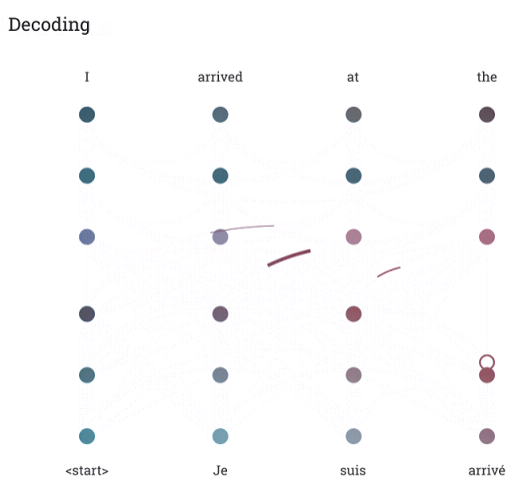 Decoding
I arrived at the
<start> Je suis arrivé